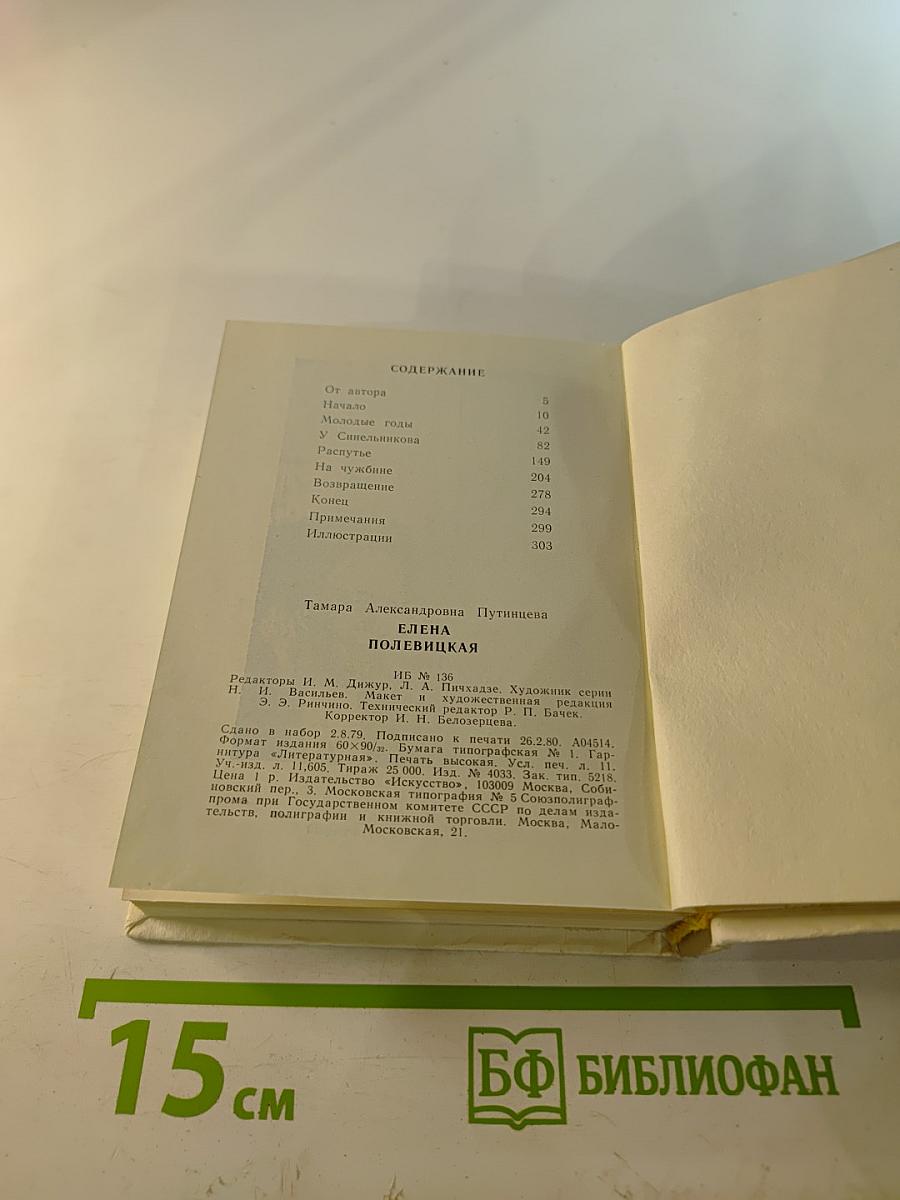 СОДЕРЖАНИЕ
От автора 5
Начало 10
Молодые годы 42
У Синельникова 82
Распутье 149
На чужбине 204
Возвращение 278
Конец 294
Примечания 299
Иллюстрации 303
Тамара Александровна Путинцева
ЕЛЕНА
ПОЛЕВИЦКАЯ
ИБ № 136
Редакторы И. М. Дижур, Л. А. Пичхадзе. Художник серии
Н. И. Васильев. Макет и художественная редакция
Э. Э. Ринчино. Технический редактор Р. П. Бачек.
Корректор И. Н. Белозерцева.
Сдано в набор 2.8.79. Подписано к печати 26.2.80. А04514.
Формат издания 60×90/32. Бумага типографская № 1. Гар-
нитура «Литературная». Печать высокая. Усл. печ. л. 11.
Уч.-изд. л. 11,605. Тираж 25 000. Изд. № 4033. Зак. тип. 5218.
Цена 1 р. Издательство «Искусство», 103009 Москва, Соби-
новский пер., 3. Московская типография № 5 Союзполиграф-
прома при Государственном комитете СССР по делам изда-
тельств, полиграфии и книжной торговли. Москва, Мало-
Московская, 21.
15 см
БФ БИБЛИОФАН